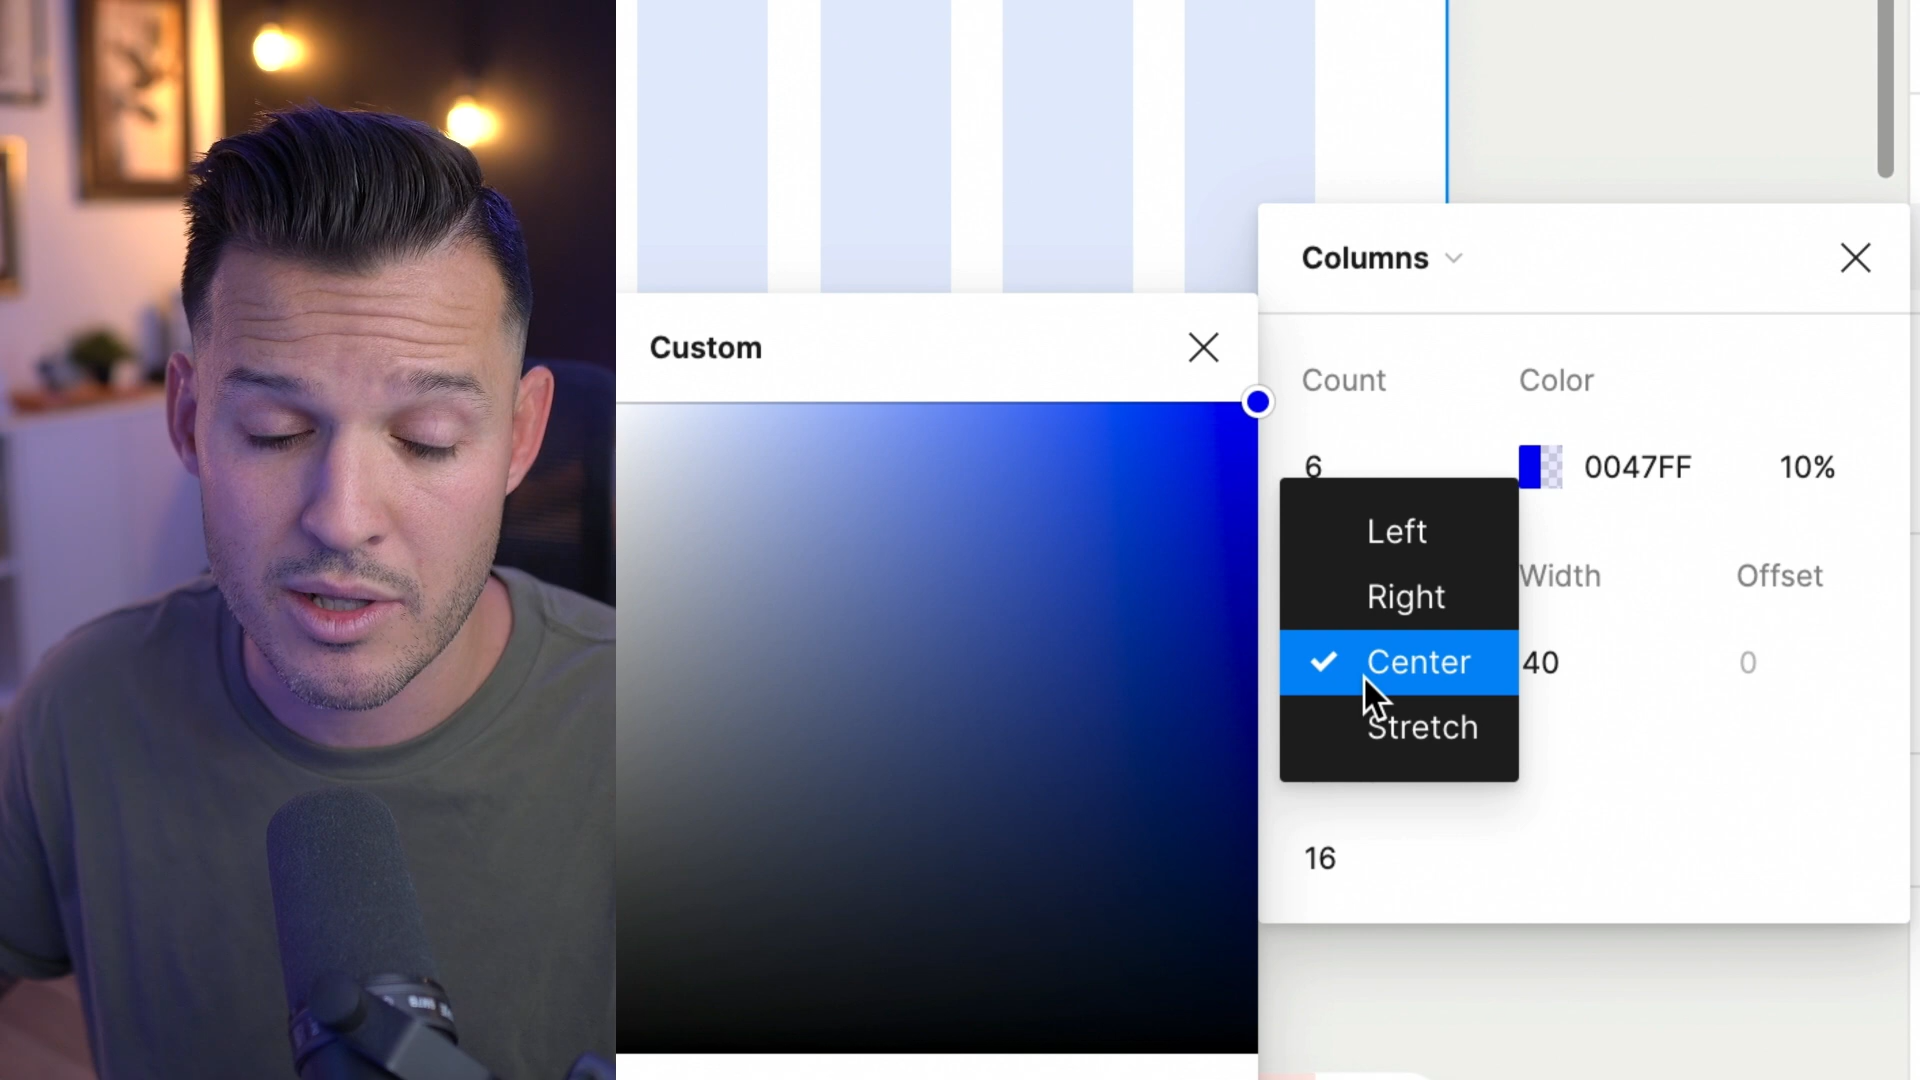 Columns
Custom
Count
Color
6
0047FF
10%
Left
Right
Center
Stretch
Width
Offset
40
0
16